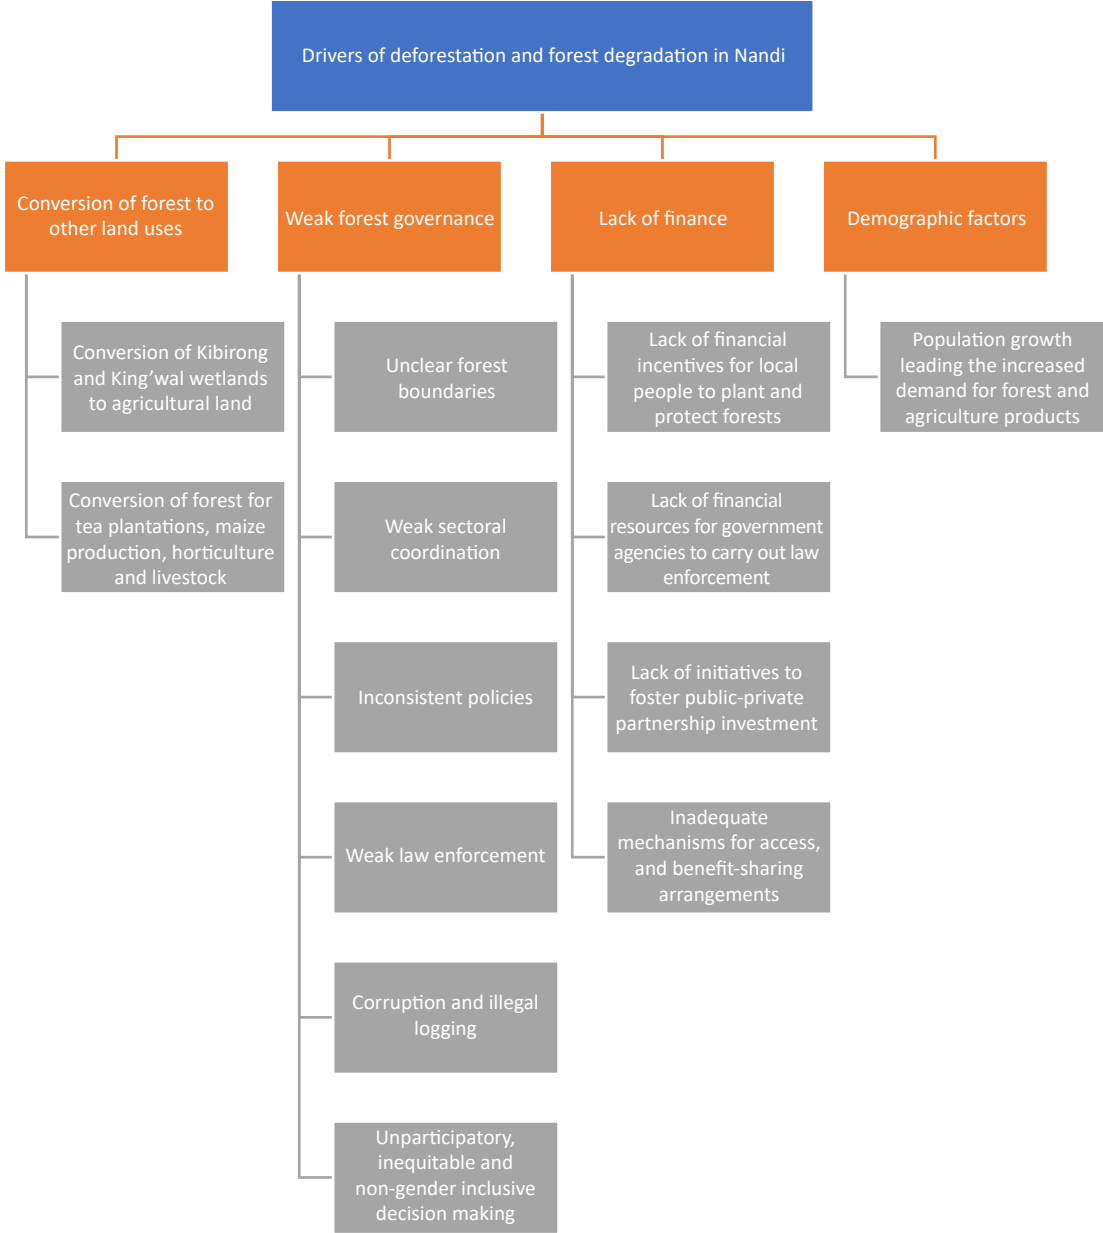 Drivers of deforestation and forest degradation in Nandi
Conversion of forest to
other land uses
Weak forest governance
Lack of finance
Demographic factors
Conversion of Kibirong
and King’wal wetlands
to agricultural land
Conversion of forest for
tea plantations, maize
production, horticulture
and livestock
Unclear forest
boundaries
Weak sectoral
coordination
Inconsistent policies
Weak law enforcement
Corruption and illegal
logging
Unparticipatory,
inequitable and
non-gender inclusive
decision making
Lack of financial
incentives for local
people to plant and
protect forests
Lack of financial
resources for government
agencies to carry out law
enforcement
Lack of initiatives to
foster public-private
partnership investment
Inadequate
mechanisms for access,
and benefit-sharing
arrangements
Population growth
leading the increased
demand for forest and
agriculture products